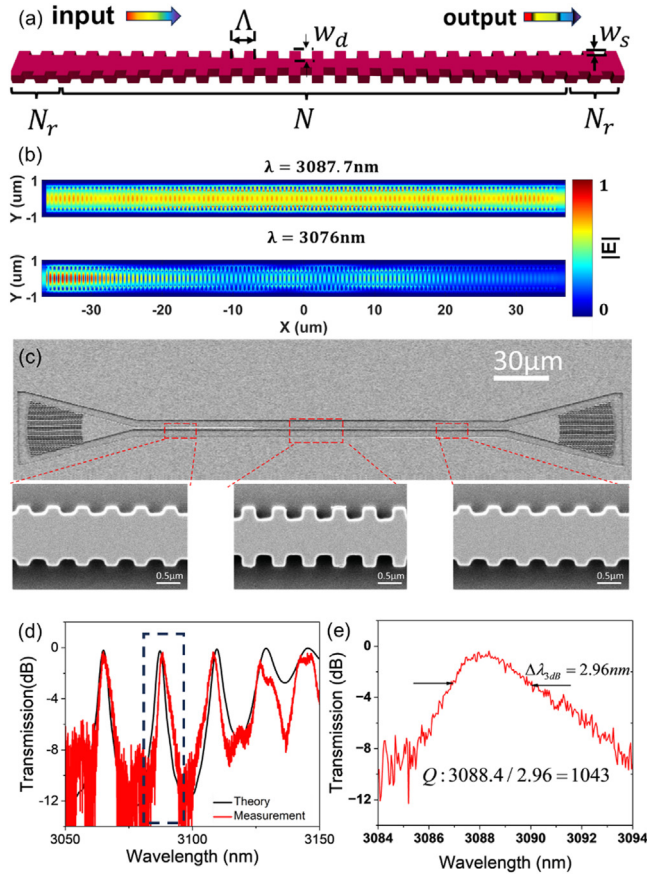 (a) input Λ w_d output w_s
N_r N N_r
(b) λ = 3087.7nm
Y (um) 1 -1
λ = 3076nm
Y (um) 1 -1
-30 -20 -10 0 10 20 30
X (um)
1 |E| 0
(c) 30μm
0.5μm 0.5μm 0.5μm
(d)
Transmission(dB)
0
-4
-8
-12
Theory
Measurement
3050 3100 3150
Wavelength (nm)
(e)
Transmission (dB)
0
-4
-8
-12
Δλ_{3dB} = 2.96nm
Q : 3088.4 / 2.96 = 1043
3084 3086 3088 3090 3092 3094
Wavelength (nm)